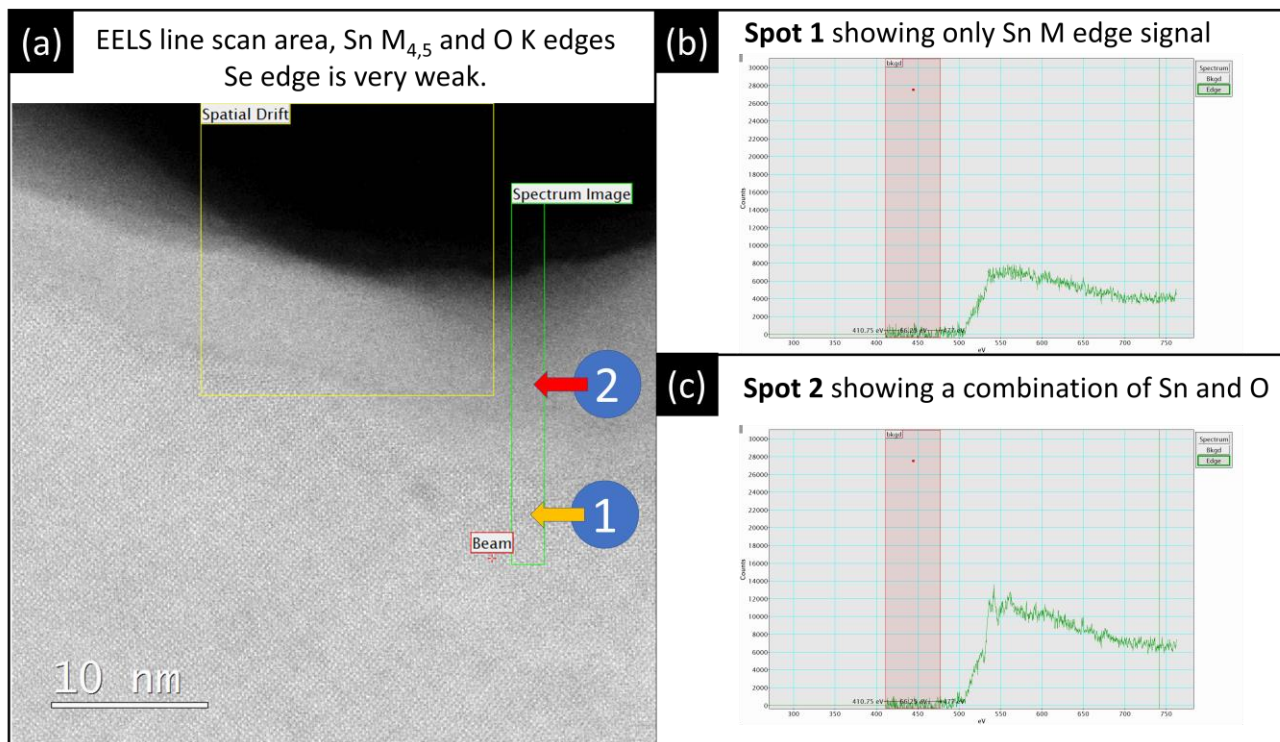 (a)
EELS line scan area, Sn M4,5 and O K edges
Se edge is very weak.
Spatial Drift
Spectrum Image
2
1
Beam
10 nm
(b)
Spot 1 showing only Sn M edge signal
bkgd
Spectrum
Bkgd
Edge
30000
28000
26000
24000
22000
20000
18000
16000
14000
12000
10000
8000
6000
4000
2000
0
Counts
410.75 eV
300
350
400
450
500
550
600
650
700
750
eV
(c)
Spot 2 showing a combination of Sn and O
bkgd
Spectrum
Bkgd
Edge
30000
28000
26000
24000
22000
20000
18000
16000
14000
12000
10000
8000
6000
4000
2000
0
Counts
410.75 eV
300
350
400
450
500
550
600
650
700
750
eV